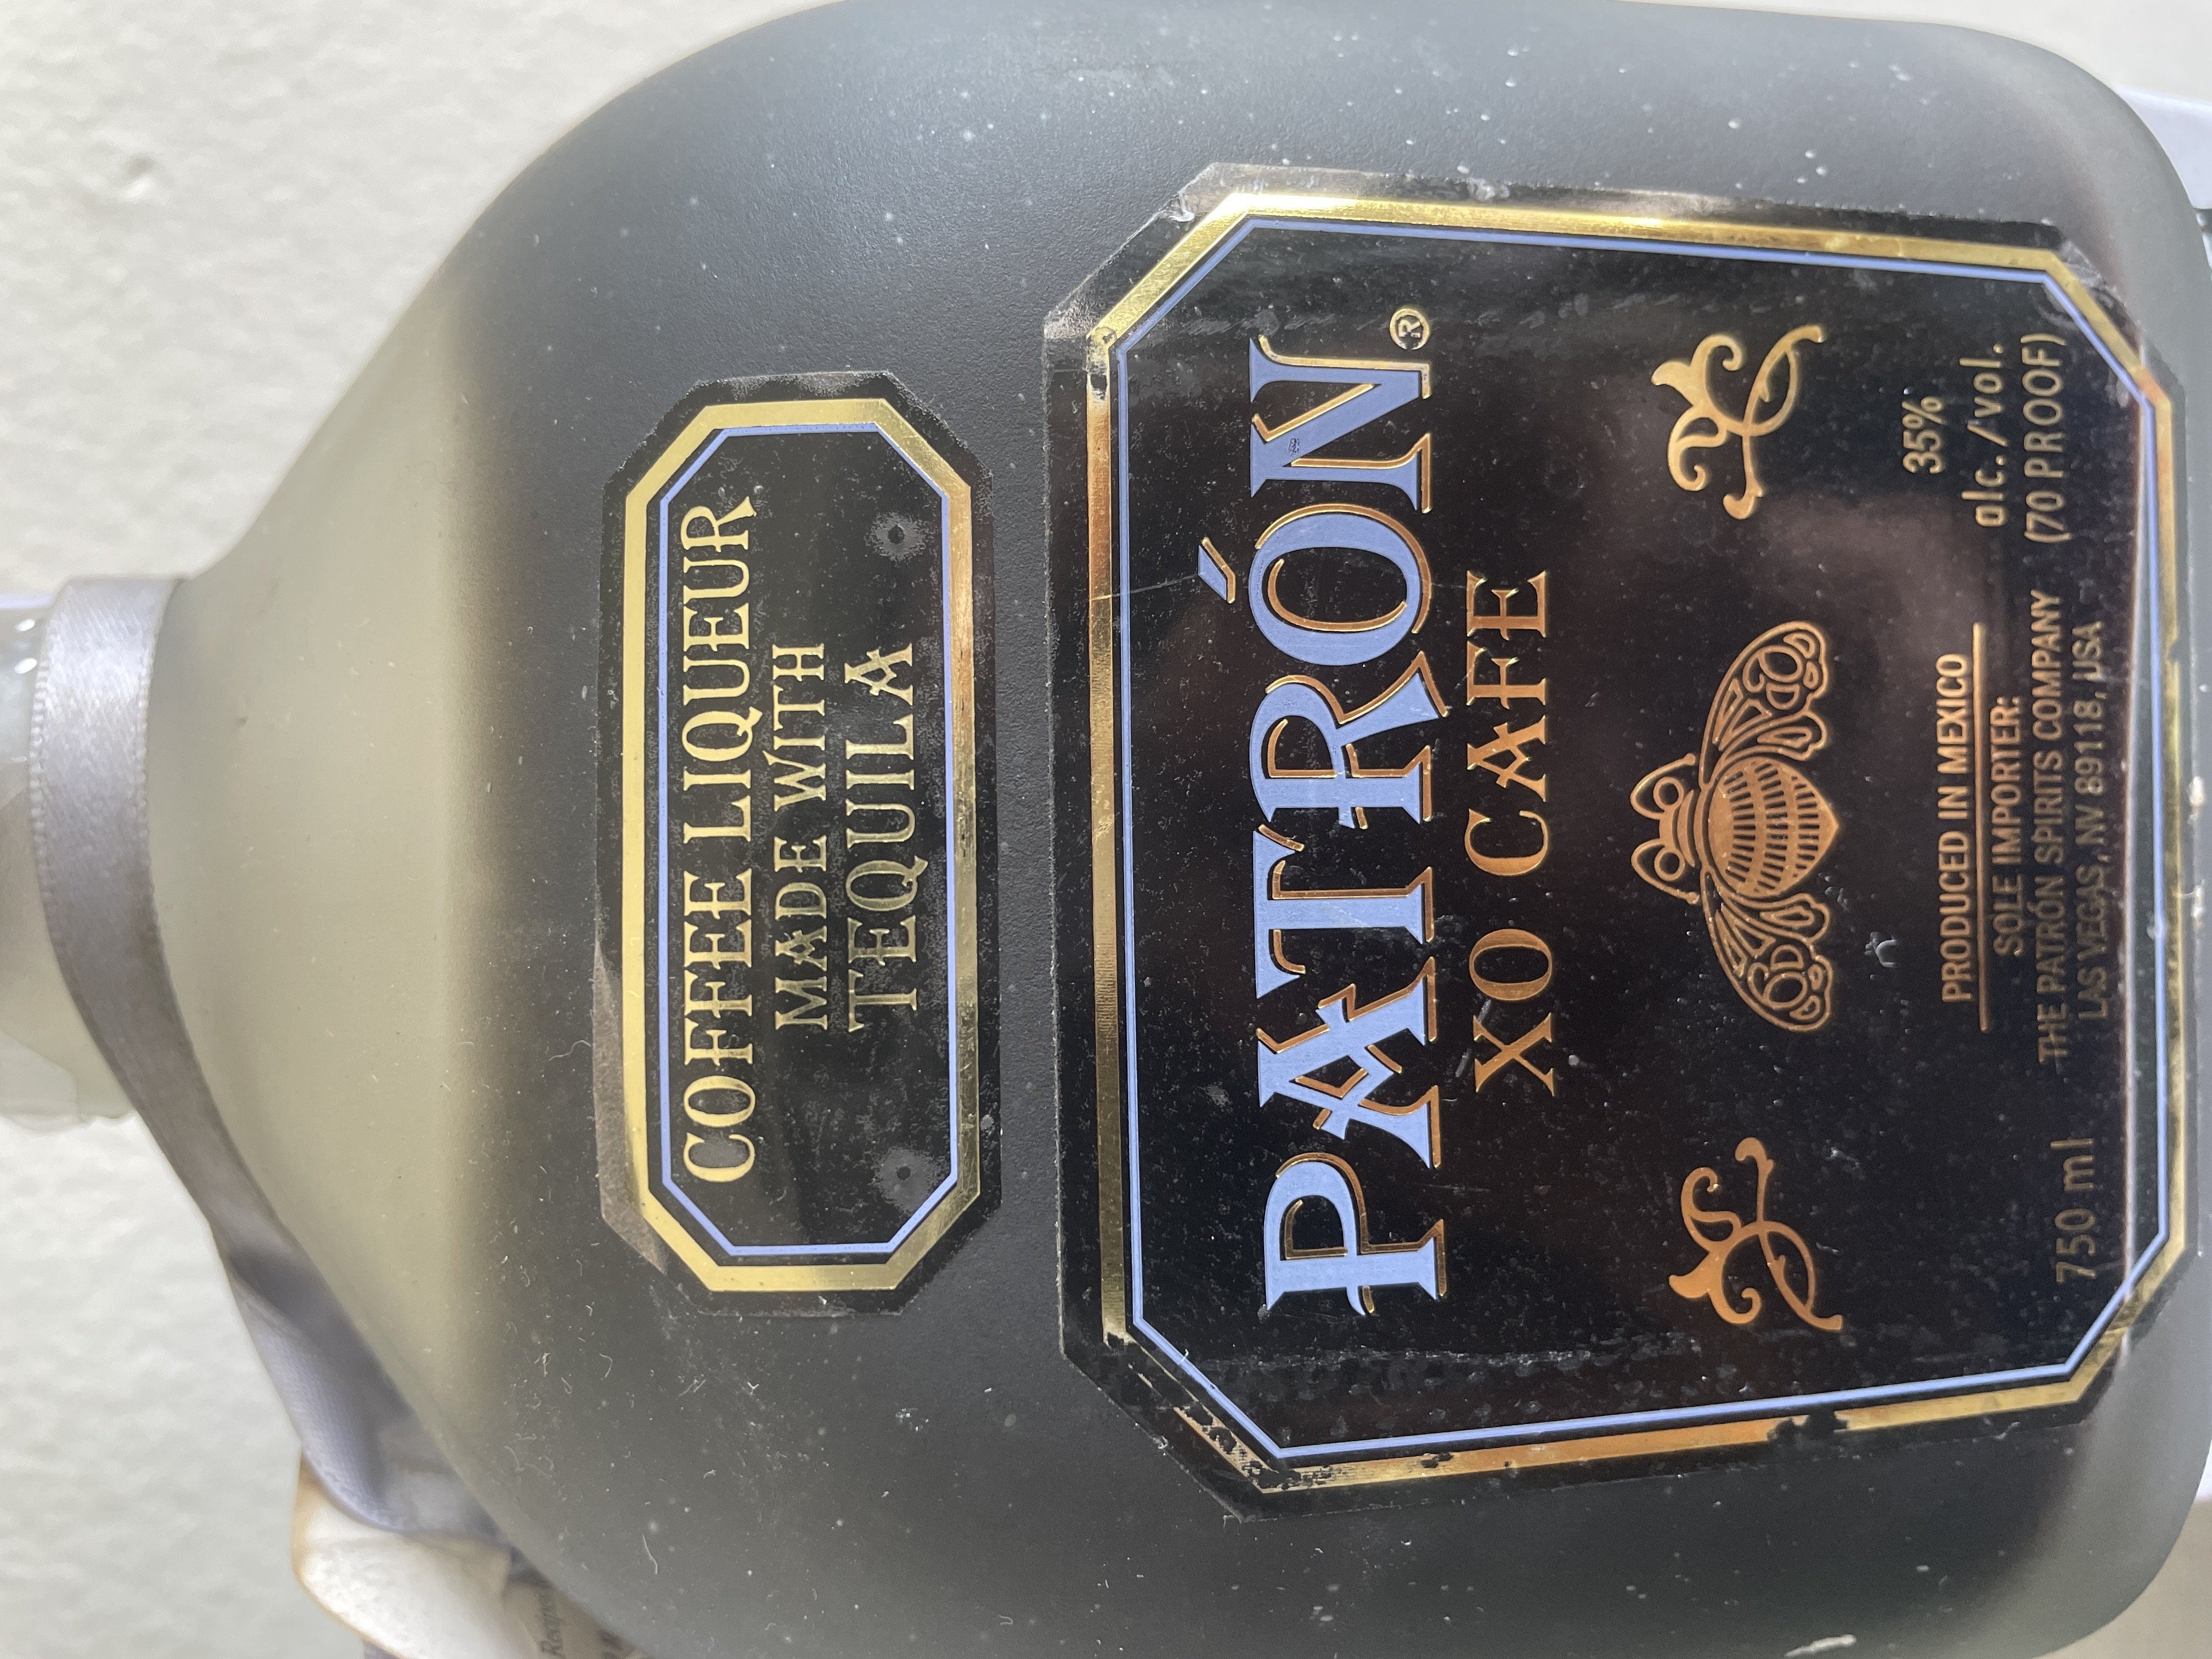 COFFEE LIQUEUR
MADE WITH
TEQUILA
PATRÓN®
XO CAFE
PRODUCED IN MEXICO
SOLE IMPORTER:
THE PATRÓN SPIRITS COMPANY
LAS VEGAS, NV 89118, USA
750 ml
35%
alc./vol.
(70 PROOF)